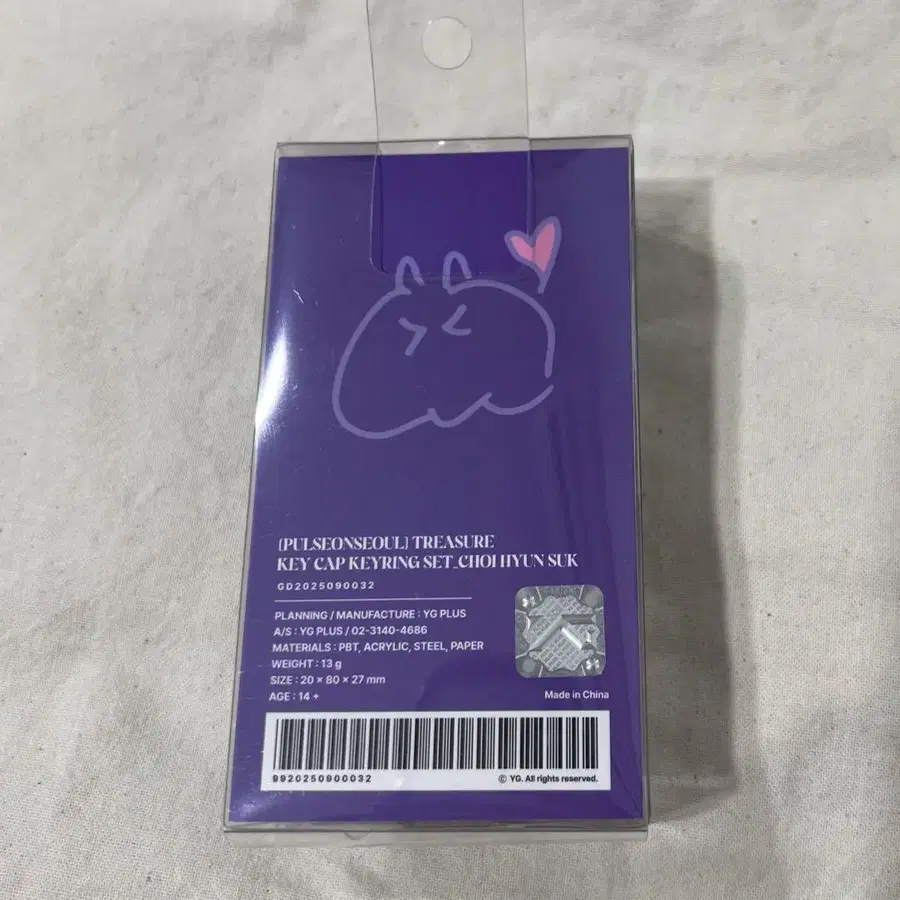 [PULSEONSEOUL] TREASURE
KEY CAP KEYRING SET_CHOI HYUN SUK
GD2025090032
PLANNING / MANUFACTURE : YG PLUS
A/S : YG PLUS / 02-3140-4686
MATERIALS : PBT, ACRYLIC, STEEL, PAPER
WEIGHT : 13 g
SIZE : 20 × 80 × 27 mm
AGE : 14 +
Made in China
9920250900032
© YG. All rights reserved.